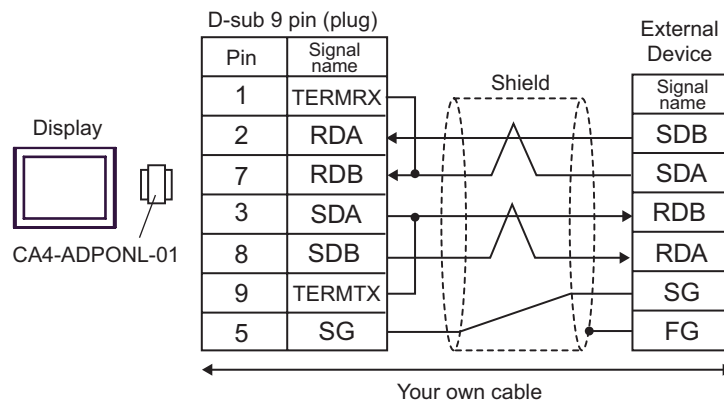 D-sub 9 pin (plug)
Pin Signal name
1 TERMRX
2 RDA
7 RDB
3 SDA
8 SDB
9 TERMTX
5 SG
Display
CA4-ADPONL-01
Shield
External
Device
Signal
name
SDB
SDA
RDB
RDA
SG
FG
Your own cable